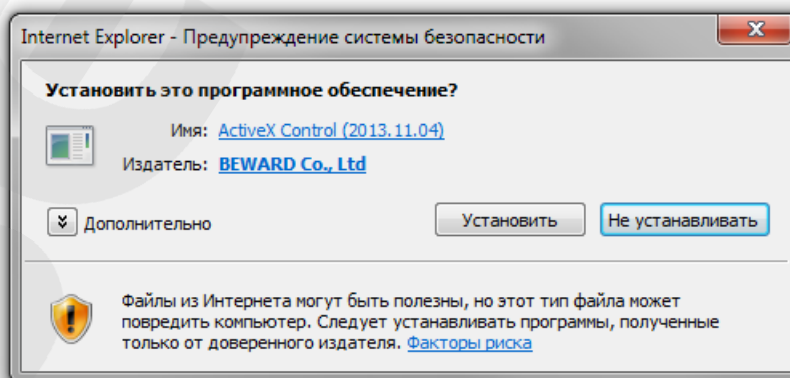 Internet Explorer - Предупреждение системы безопасности
Установить это программное обеспечение?
Имя: ActiveX Control (2013.11.04)
Издатель: BEWARD Co., Ltd
Дополнительно
Установить
Не устанавливать
Файлы из Интернета могут быть полезны, но этот тип файла может
повредить компьютер. Следует устанавливать программы, полученные
только от доверенного издателя. Факторы риска